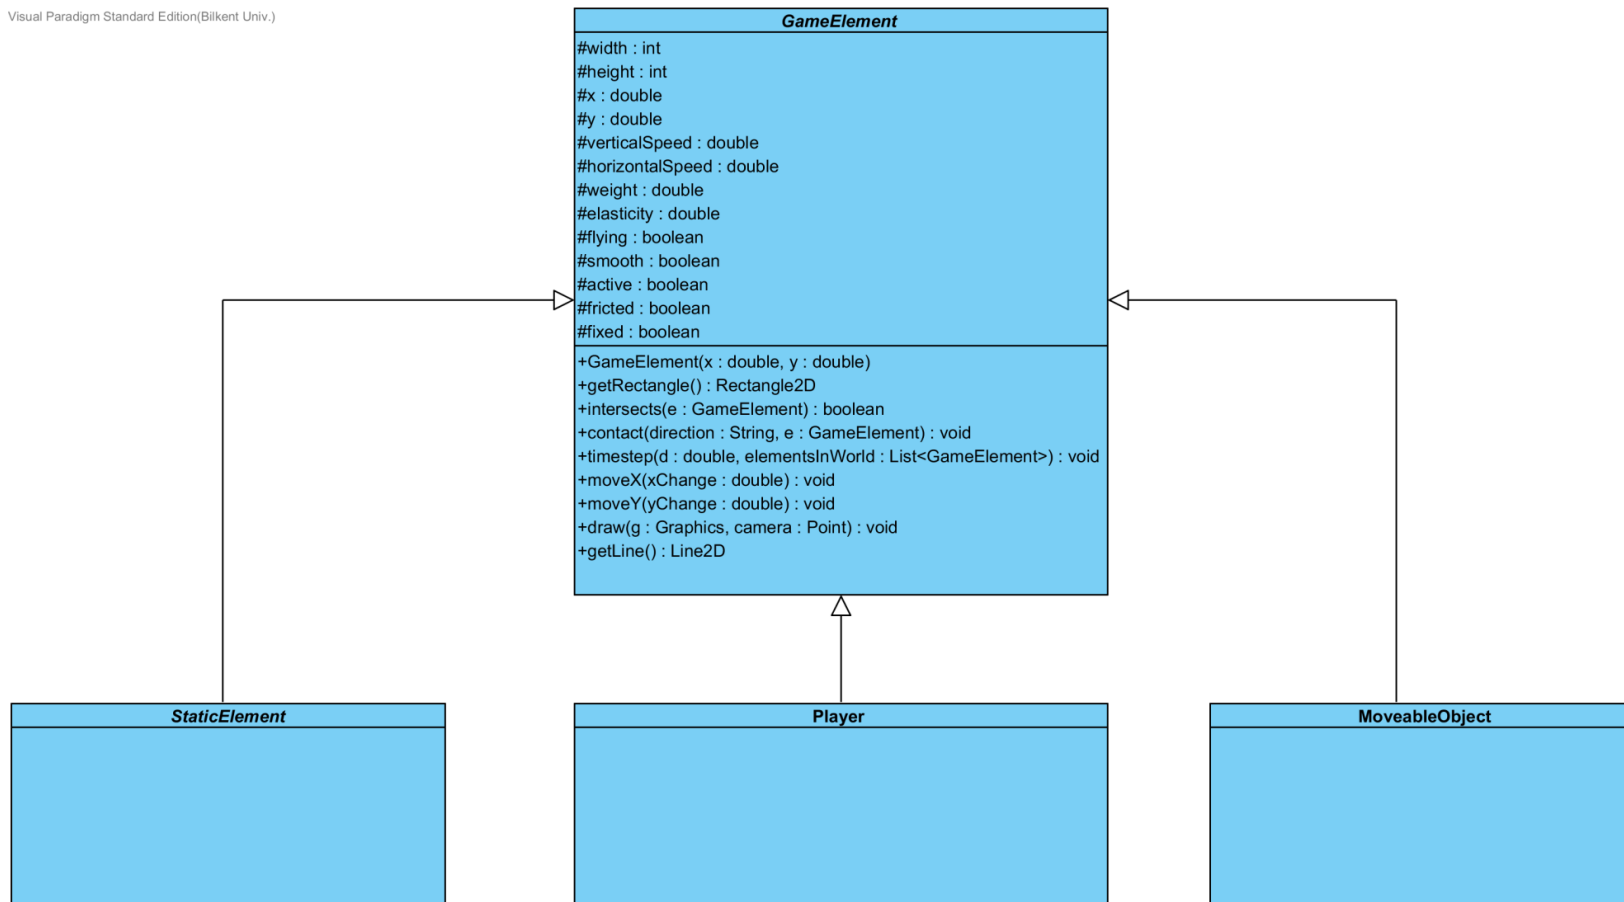 Visual Paradigm Standard Edition(Bilkent Univ.)
GameElement
#width : int
#height : int
#x : double
#y : double
#verticalSpeed : double
#horizontalSpeed : double
#weight : double
#elasticity : double
#flying : boolean
#smooth : boolean
#active : boolean
#fricted : boolean
#fixed : boolean
+GameElement(x : double, y : double)
+getRectangle() : Rectangle2D
+intersects(e : GameElement) : boolean
+contact(direction : String, e : GameElement) : void
+timestep(d : double, elementsInWorld : List<GameElement>) : void
+moveX(xChange : double) : void
+moveY(yChange : double) : void
+draw(g : Graphics, camera : Point) : void
+getLine() : Line2D
StaticElement
Player
MoveableObject